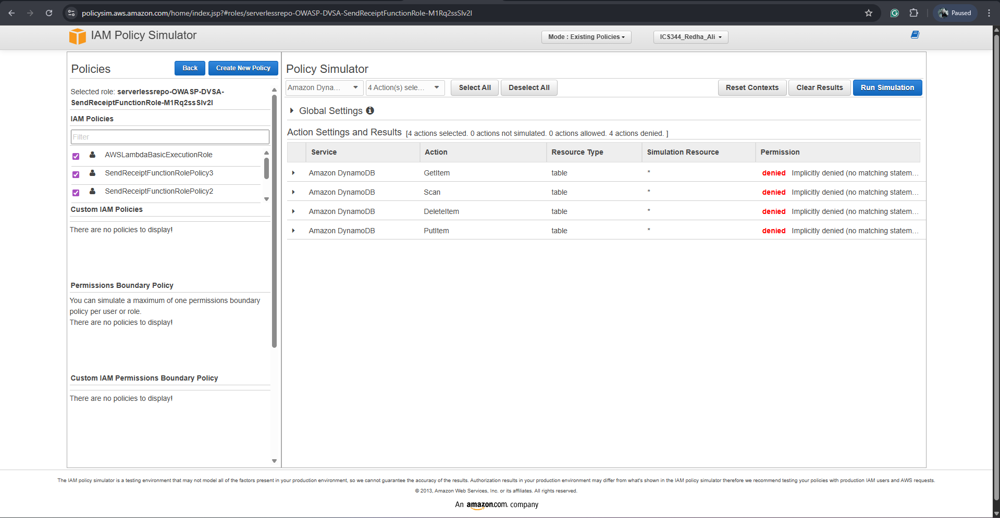 policysim.aws.amazon.com/home/index.jsp?#roles/serverlessrepo-OWASP-DVSA-SendReceiptFunctionRole-M1Rq2ssSlv2I
Paused
IAM Policy Simulator
Mode : Existing Policies
ICS344_Redha_Ali
Policies
Back
Create New Policy
Selected role: serverlessrepo-OWASP-DVSA-
SendReceiptFunctionRole-M1Rq2ssSlv2I
IAM Policies
Filter
AWSLambdaBasicExecutionRole
SendReceiptFunctionRolePolicy3
SendReceiptFunctionRolePolicy2
Custom IAM Policies
There are no policies to display!
Permissions Boundary Policy
You can simulate a maximum of one permissions boundary
policy per user or role.
There are no policies to display!
Custom IAM Permissions Boundary Policy
There are no policies to display!
Policy Simulator
Amazon Dyna...
4 Action(s) sele...
Select All
Deselect All
Reset Contexts
Clear Results
Run Simulation
Global Settings
Action Settings and Results [4 actions selected. 0 actions not simulated. 0 actions allowed. 4 actions denied. ]
Service Action Resource Type Simulation Resource Permission
Amazon DynamoDB GetItem table * denied Implicitly denied (no matching statem...
Amazon DynamoDB Scan table * denied Implicitly denied (no matching statem...
Amazon DynamoDB DeleteItem table * denied Implicitly denied (no matching statem...
Amazon DynamoDB PutItem table * denied Implicitly denied (no matching statem...
The IAM policy simulator is a testing environment that may not model all of the factors present in your production environment, so we cannot guarantee the accuracy of the results. Authorization results in your production environment may differ from what's shown in the IAM policy simulator therefore we recommend testing your policies with production IAM users and AWS requests.
© 2013, Amazon Web Services, Inc. or its affiliates. All rights reserved.
An amazon.com. company